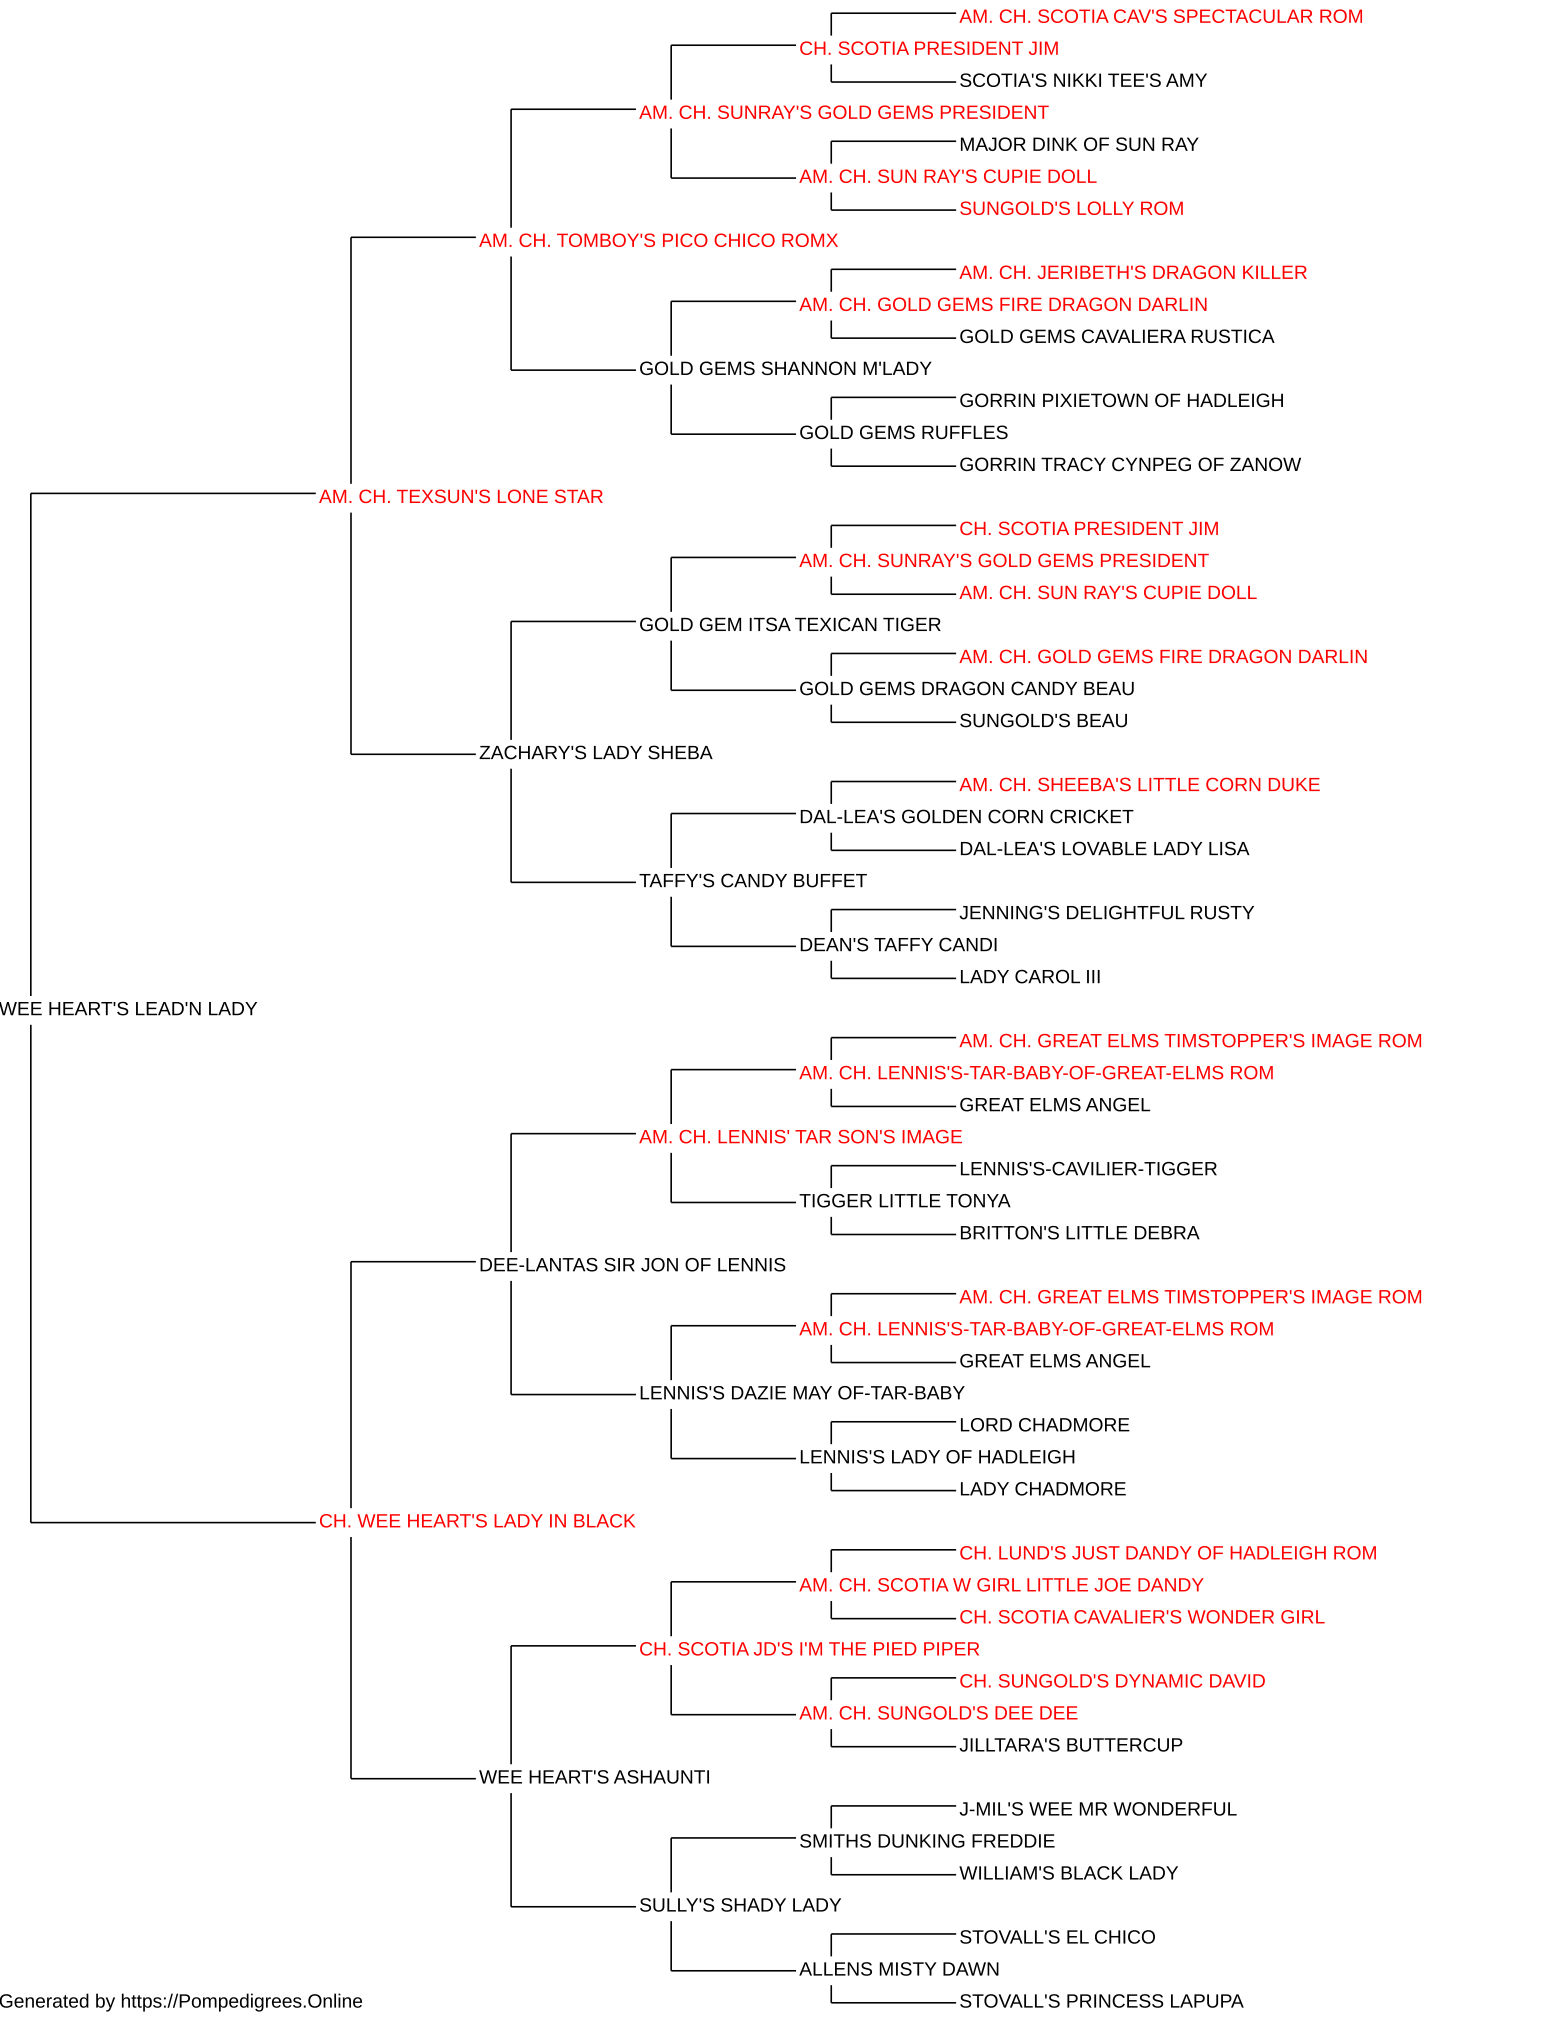 AM. CH. SCOTIA CAV'S SPECTACULAR ROM
CH. SCOTIA PRESIDENT JIM
SCOTIA'S NIKKI TEE'S AMY
AM. CH. SUNRAY'S GOLD GEMS PRESIDENT
MAJOR DINK OF SUN RAY
AM. CH. SUN RAY'S CUPIE DOLL
SUNGOLD'S LOLLY ROM
AM. CH. TOMBOY'S PICO CHICO ROMX
AM. CH. JERIBETH'S DRAGON KILLER
AM. CH. GOLD GEMS FIRE DRAGON DARLIN
GOLD GEMS CAVALIERA RUSTICA
GOLD GEMS SHANNON M'LADY
GORRIN PIXIETOWN OF HADLEIGH
GOLD GEMS RUFFLES
GORRIN TRACY CYNPEG OF ZANOW
AM. CH. TEXSUN'S LONE STAR
CH. SCOTIA PRESIDENT JIM
AM. CH. SUNRAY'S GOLD GEMS PRESIDENT
AM. CH. SUN RAY'S CUPIE DOLL
GOLD GEM ITSA TEXICAN TIGER
AM. CH. GOLD GEMS FIRE DRAGON DARLIN
GOLD GEMS DRAGON CANDY BEAU
SUNGOLD'S BEAU
ZACHARY'S LADY SHEBA
AM. CH. SHEEBA'S LITTLE CORN DUKE
DAL-LEA'S GOLDEN CORN CRICKET
DAL-LEA'S LOVABLE LADY LISA
TAFFY'S CANDY BUFFET
JENNING'S DELIGHTFUL RUSTY
DEAN'S TAFFY CANDI
LADY CAROL III
WEE HEART'S LEAD'N LADY
AM. CH. GREAT ELMS TIMSTOPPER'S IMAGE ROM
AM. CH. LENNIS'S-TAR-BABY-OF-GREAT-ELMS ROM
GREAT ELMS ANGEL
AM. CH. LENNIS' TAR SON'S IMAGE
LENNIS'S-CAVILIER-TIGGER
TIGGER LITTLE TONYA
BRITTON'S LITTLE DEBRA
DEE-LANTAS SIR JON OF LENNIS
AM. CH. GREAT ELMS TIMSTOPPER'S IMAGE ROM
AM. CH. LENNIS'S-TAR-BABY-OF-GREAT-ELMS ROM
GREAT ELMS ANGEL
LENNIS'S DAZIE MAY OF-TAR-BABY
LORD CHADMORE
LENNIS'S LADY OF HADLEIGH
LADY CHADMORE
CH. WEE HEART'S LADY IN BLACK
CH. LUND'S JUST DANDY OF HADLEIGH ROM
AM. CH. SCOTIA W GIRL LITTLE JOE DANDY
CH. SCOTIA CAVALIER'S WONDER GIRL
CH. SCOTIA JD'S I'M THE PIED PIPER
CH. SUNGOLD'S DYNAMIC DAVID
AM. CH. SUNGOLD'S DEE DEE
JILLTARA'S BUTTERCUP
WEE HEART'S ASHAUNTI
J-MIL'S WEE MR WONDERFUL
SMITHS DUNKING FREDDIE
WILLIAM'S BLACK LADY
SULLY'S SHADY LADY
STOVALL'S EL CHICO
ALLENS MISTY DAWN
STOVALL'S PRINCESS LAPUPA
Generated by https://Pompedigrees.Online